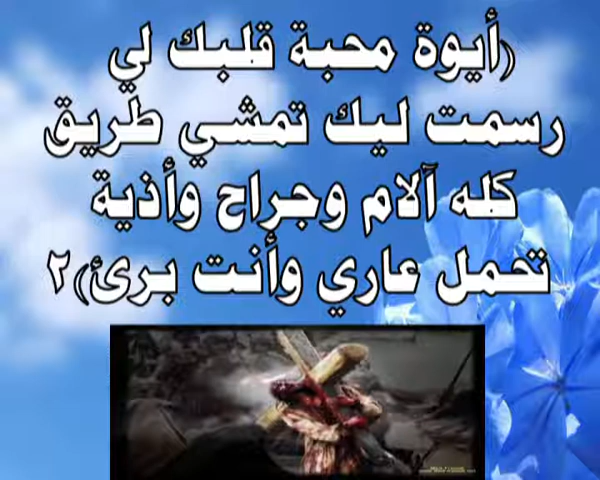 (أيوة محبة قلبك لي
رسمت ليك تمشي طريق
كله آلام وجراح وأذية
تحمل عاري وأنت برئ)٢